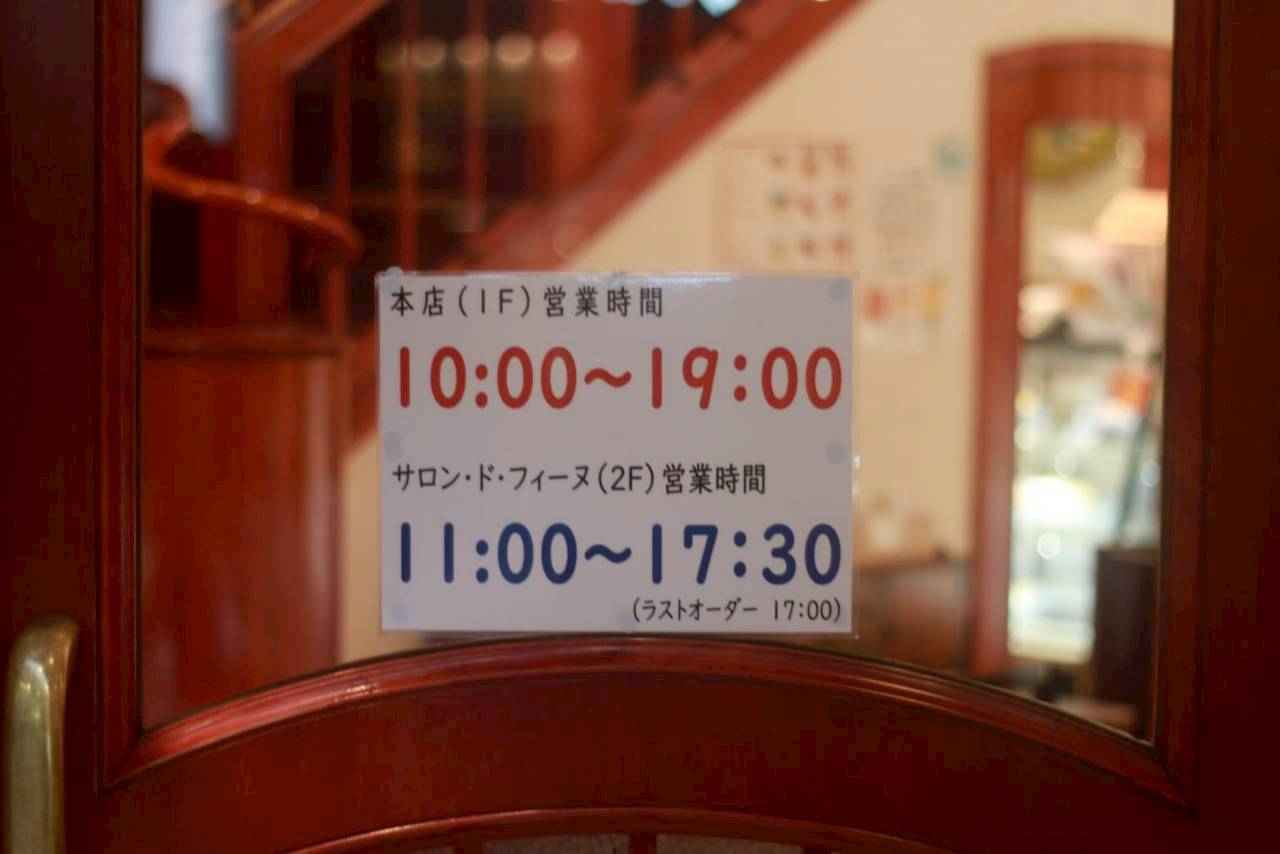 本店(1F)営業時間
10:00～19:00
サロン・ド・フィーヌ(2F)営業時間
11:00～17:30
(ラストオーダー 17:00)